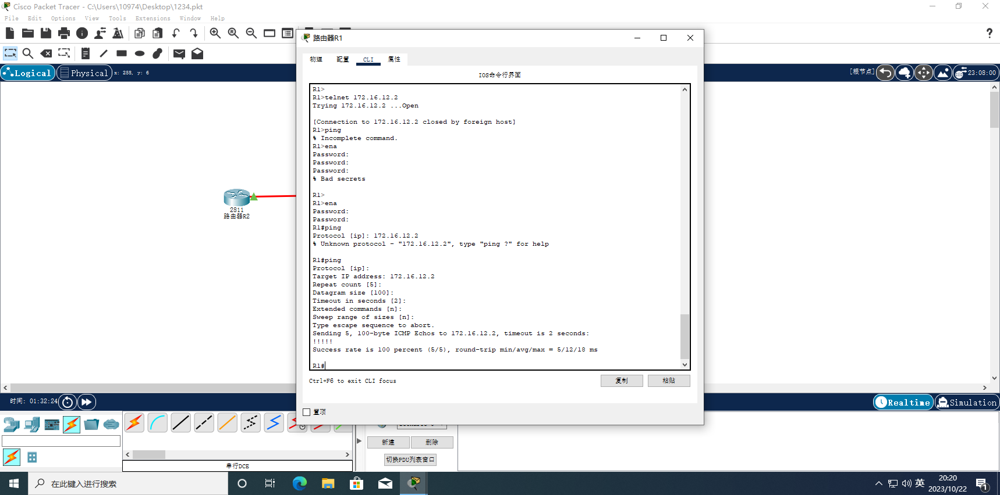 Cisco Packet Tracer - C:\Users\10974\Desktop\1234.pkt
File Edit Options View Tools Extensions Window Help
Logical Physical x: 258, y: 6
[根节点] 23:08:00
路由器R1
物理 配置 CLI 属性
IOS命令行界面
R1>
R1>telnet 172.16.12.2
Trying 172.16.12.2 ...Open
[Connection to 172.16.12.2 closed by foreign host]
R1>ping
% Incomplete command.
R1>ena
Password:
Password:
Password:
% Bad secrets
R1>
R1>ena
Password:
Password:
R1#ping
Protocol [ip]: 172.16.12.2
% Unknown protocol - "172.16.12.2", type "ping ?" for help
R1#ping
Protocol [ip]:
Target IP address: 172.16.12.2
Repeat count [5]:
Datagram size [100]:
Timeout in seconds [2]:
Extended commands [n]:
Sweep range of sizes [n]:
Type escape sequence to abort.
Sending 5, 100-byte ICMP Echos to 172.16.12.2, timeout is 2 seconds:
!!!!!
Success rate is 100 percent (5/5), round-trip min/avg/max = 5/12/18 ms
R1#
Ctrl+F6 to exit CLI focus
复制 粘贴
置顶
2811
路由器R2
时间: 01:32:24
Realtime Simulation
新建 删除
切换PDU列表窗口
串行DCE
在此键入进行搜索
英
20:20
2023/10/22
1